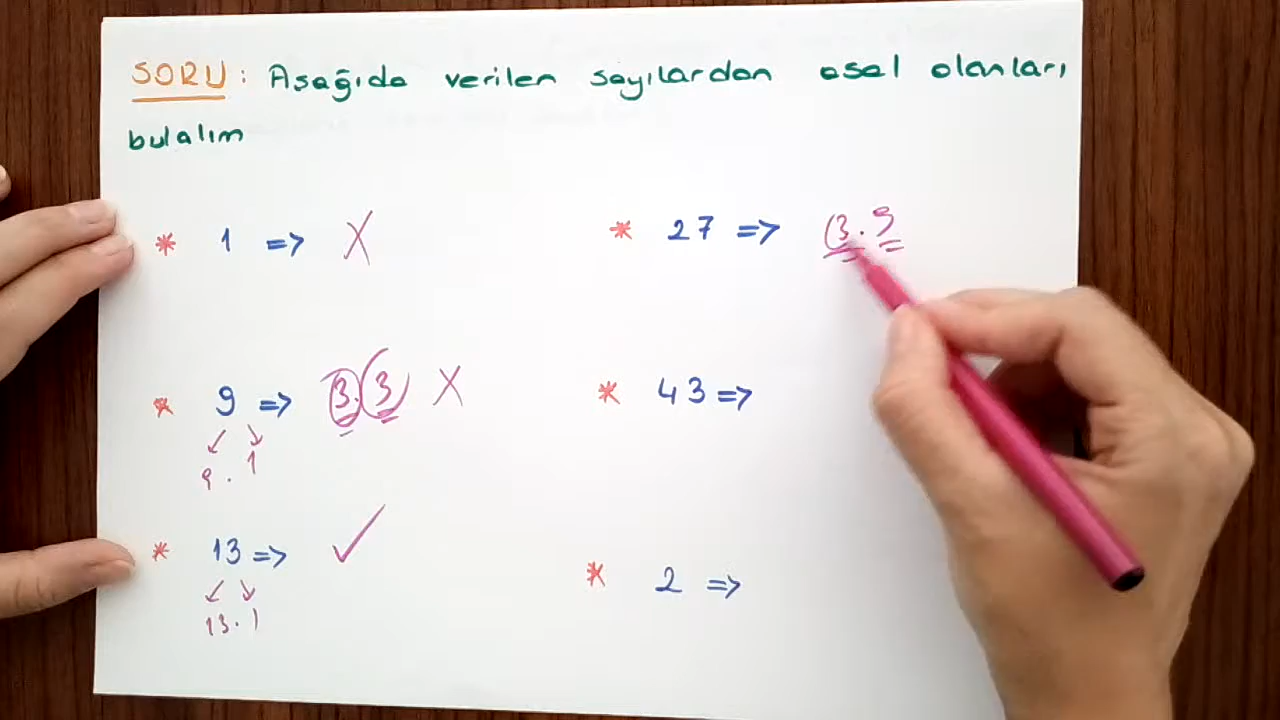 SORU : Aşağıda verilen sayılardan asal olanları
bulalım
* 1 => X
* 9 => 3 . 3 X
9 . 1
* 13 => ✓
13 . 1
* 27 => (3 . 9
* 43 =>
* 2 =>